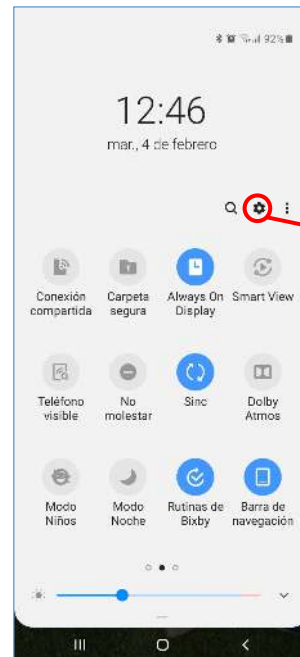 92%
12:46
mar., 4 de febrero
Conexión compartida
Carpeta segura
Always On Display
Smart View
Teléfono visible
No molestar
Sinc
Dolby Atmos
Modo Niños
Modo Noche
Rutinas de Bixby
Barra de navegación